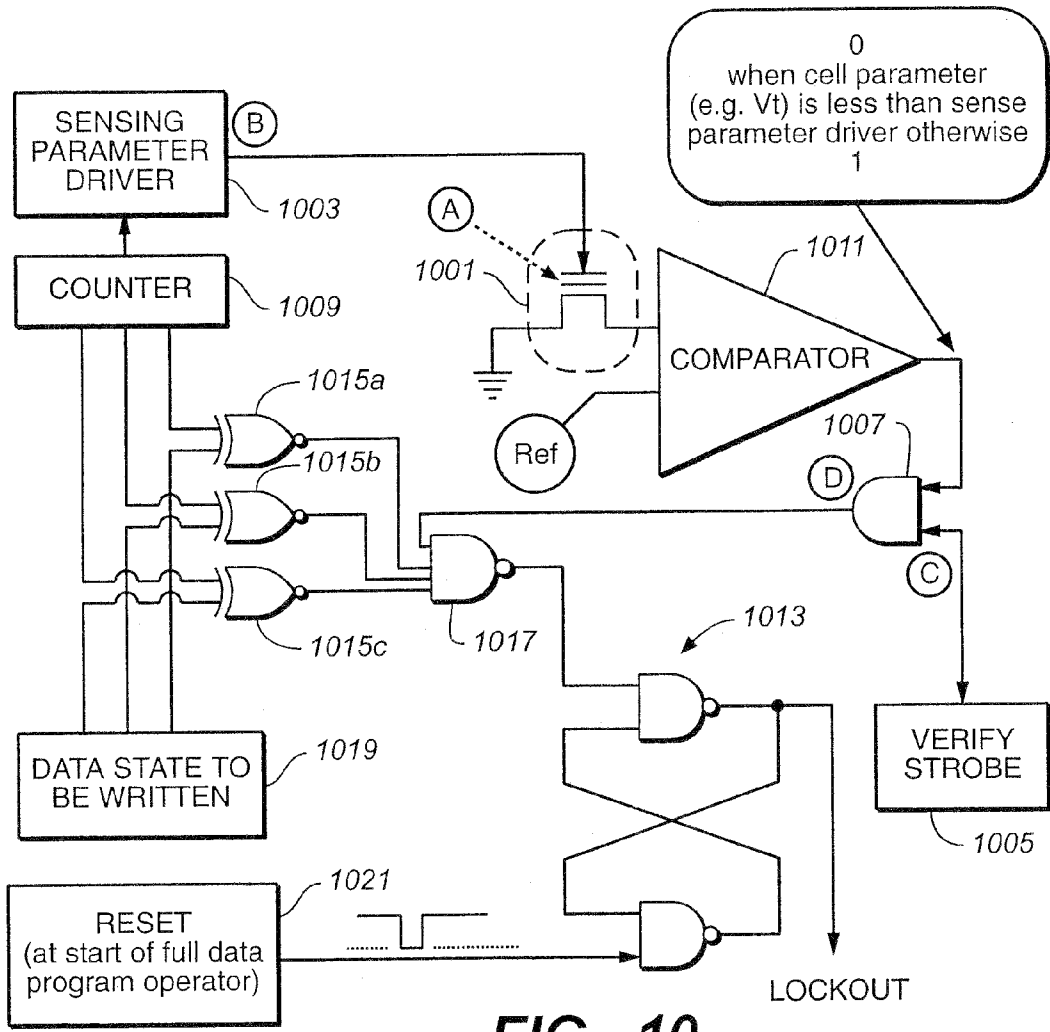 0
when cell parameter
(e.g. Vt) is less than sense
parameter driver otherwise
1
SENSING
PARAMETER
DRIVER
B
1003
A
1001
1011
COUNTER
1009
COMPARATOR
1015a
Ref
1007
1015b
D
C
1017
1015c
1013
DATA STATE TO
BE WRITTEN
1019
VERIFY
STROBE
1005
1021
RESET
(at start of full data
program operator)
LOCKOUT
FIG._10